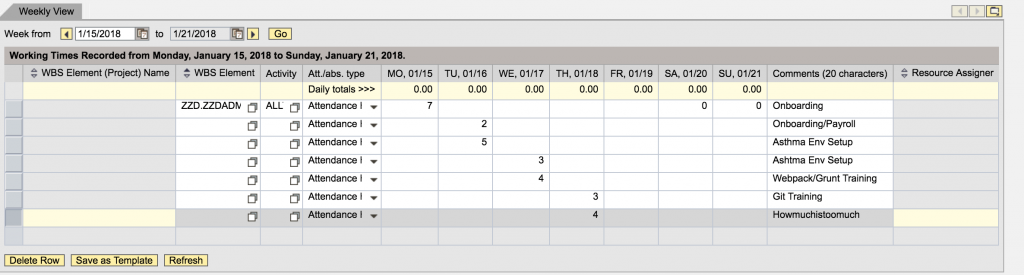 Weekly View
Week from 1/15/2018 to 1/21/2018 Go
Working Times Recorded from Monday, January 15, 2018 to Sunday, January 21, 2018.
WBS Element (Project) Name WBS Element Activity Att./abs. type MO, 01/15 TU, 01/16 WE, 01/17 TH, 01/18 FR, 01/19 SA, 01/20 SU, 01/21 Comments (20 characters) Resource Assigner
Daily totals >>> 0.00 0.00 0.00 0.00 0.00 0.00 0.00
ZZD.ZZDADM ALL Attendance 7 0 0 Onboarding
Attendance 2 Onboarding/Payroll
Attendance 5 Asthma Env Setup
Attendance 3 Ashtma Env Setup
Attendance 4 Webpack/Grunt Training
Attendance 3 Git Training
Attendance 4 Howmuchistoomuch
Delete Row Save as Template Refresh